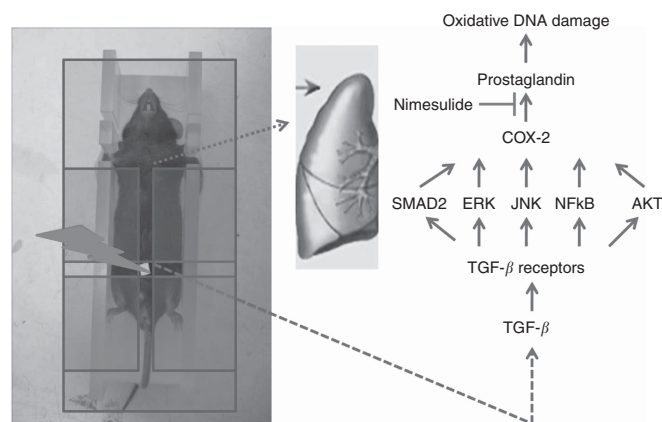 Oxidative DNA damage
Prostaglandin
Nimesulide
COX-2
SMAD2 ERK JNK NFkB AKT
TGF-β receptors
TGF-β